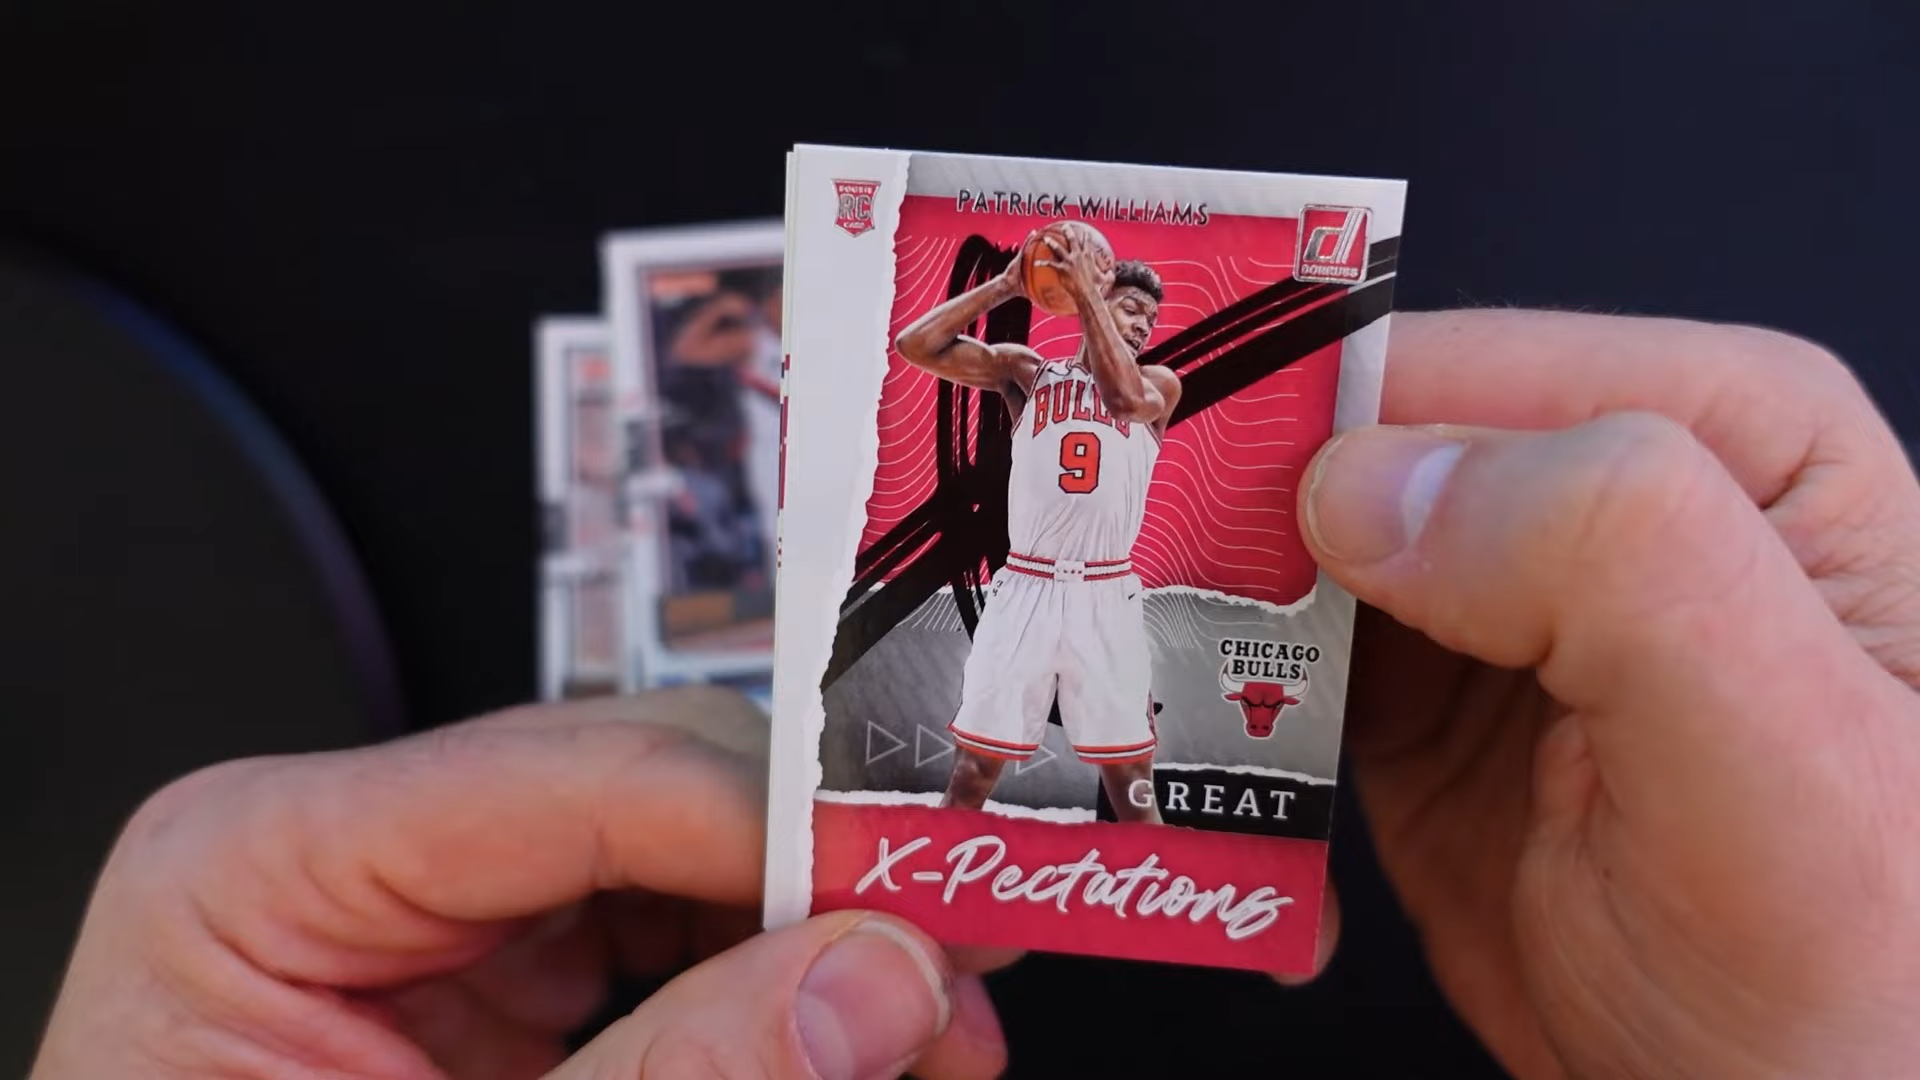 ROOKIE
RC
CARD
PATRICK WILLIAMS
d
DONRUSS
BULLS
9
CHICAGO
BULLS
GREAT
X-Pectations